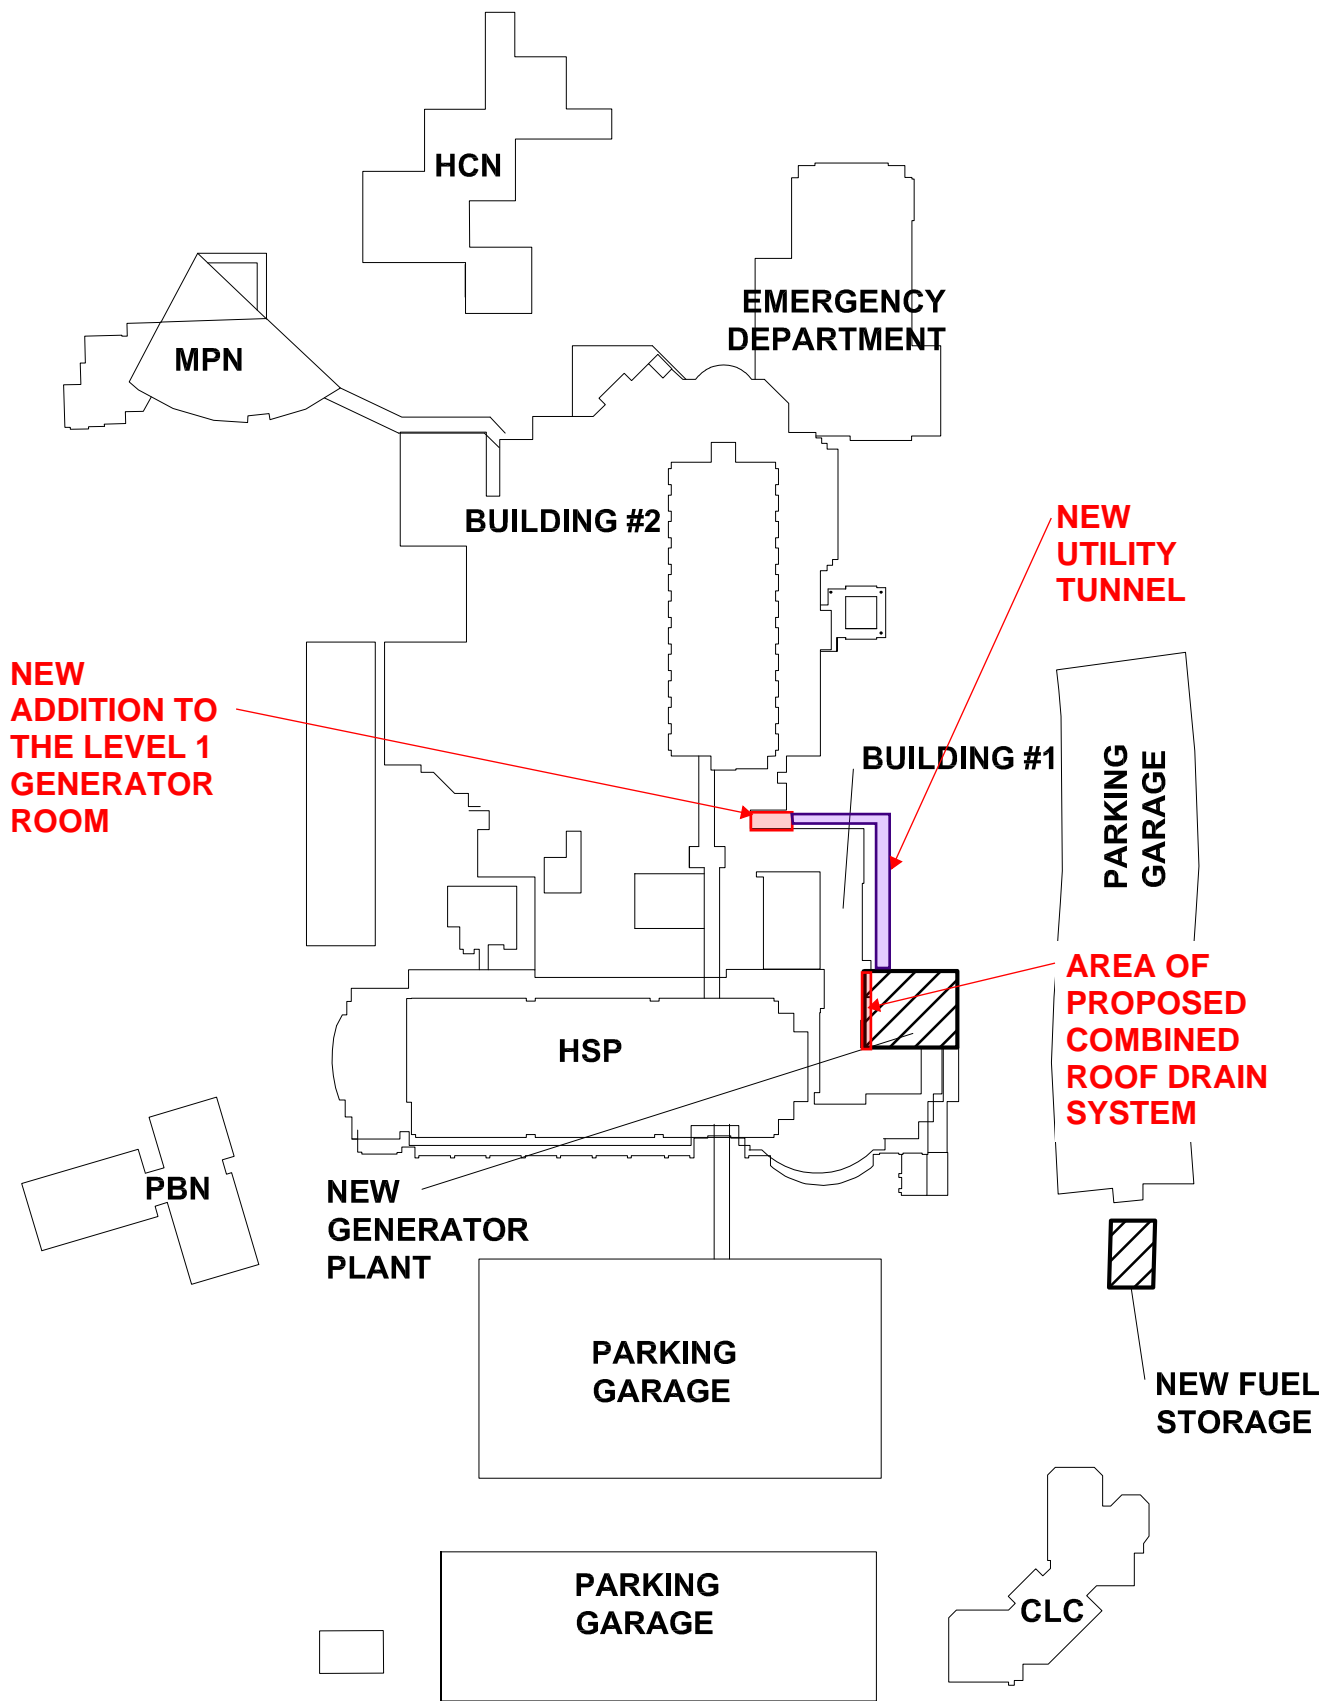 HCN
EMERGENCY
DEPARTMENT
MPN
BUILDING #2
NEW
UTILITY
TUNNEL
NEW
ADDITION TO
THE LEVEL 1
GENERATOR
ROOM
BUILDING #1
PARKING
GARAGE
AREA OF
PROPOSED
COMBINED
ROOF DRAIN
SYSTEM
HSP
PBN
NEW
GENERATOR
PLANT
PARKING
GARAGE
NEW FUEL
STORAGE
PARKING
GARAGE
CLC